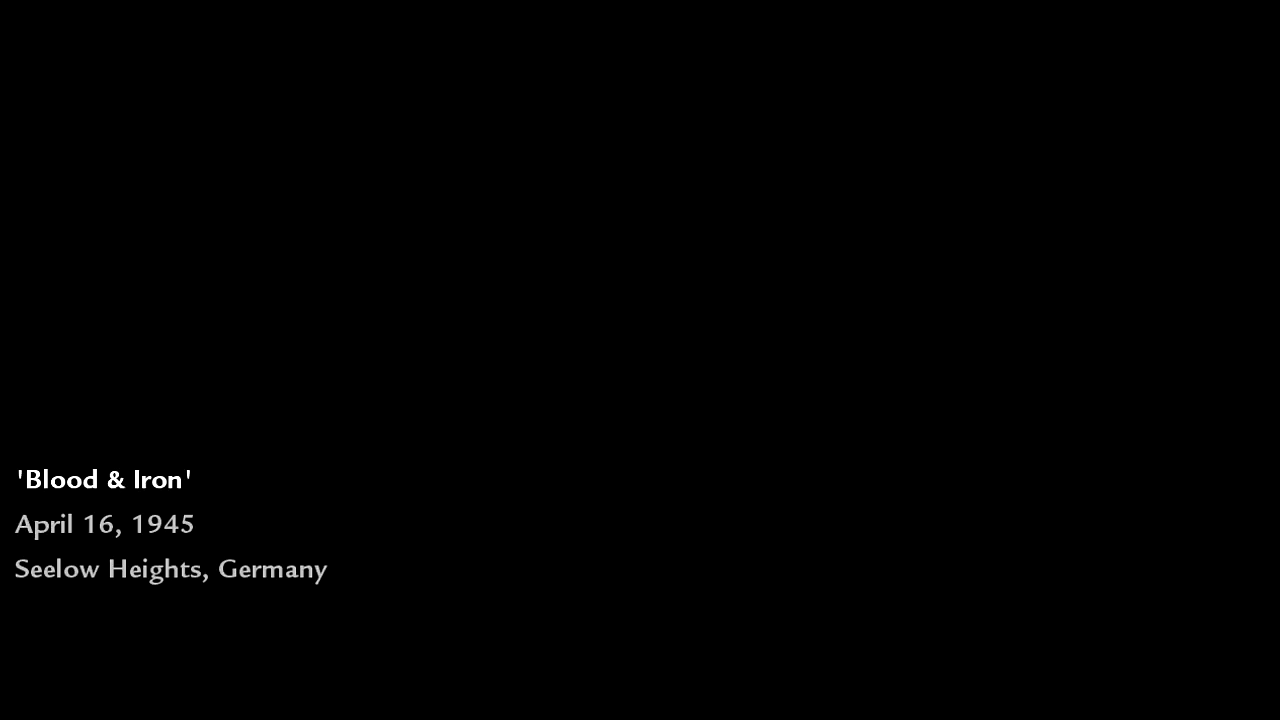 'Blood & Iron'
April 16, 1945
Seelow Heights, Germany